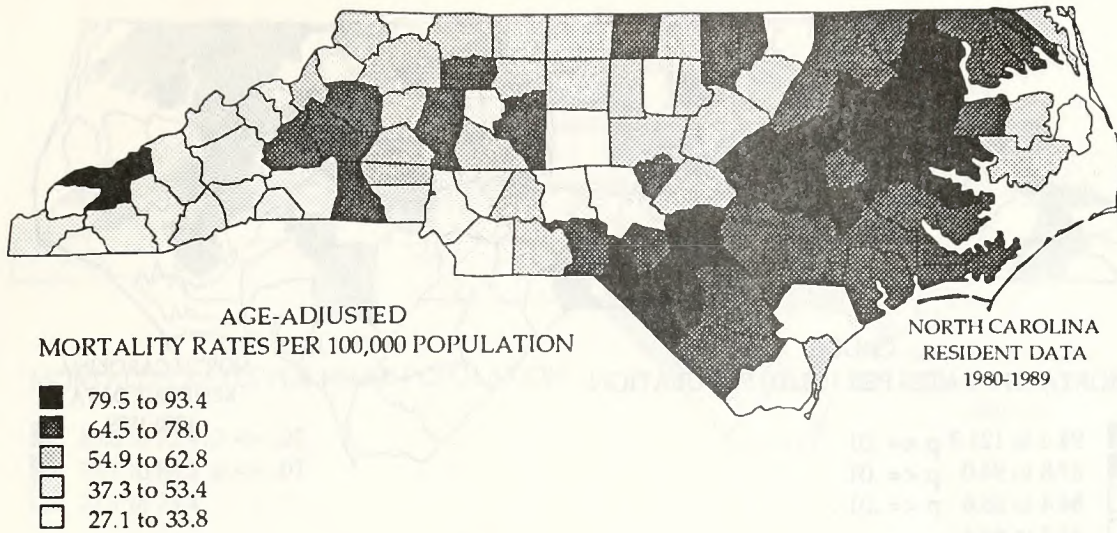 AGE-ADJUSTED
MORTALITY RATES PER 100,000 POPULATION
79.5 to 93.4
64.5 to 78.0
54.9 to 62.8
37.3 to 53.4
27.1 to 33.8
NORTH CAROLINA
RESIDENT DATA
1980-1989